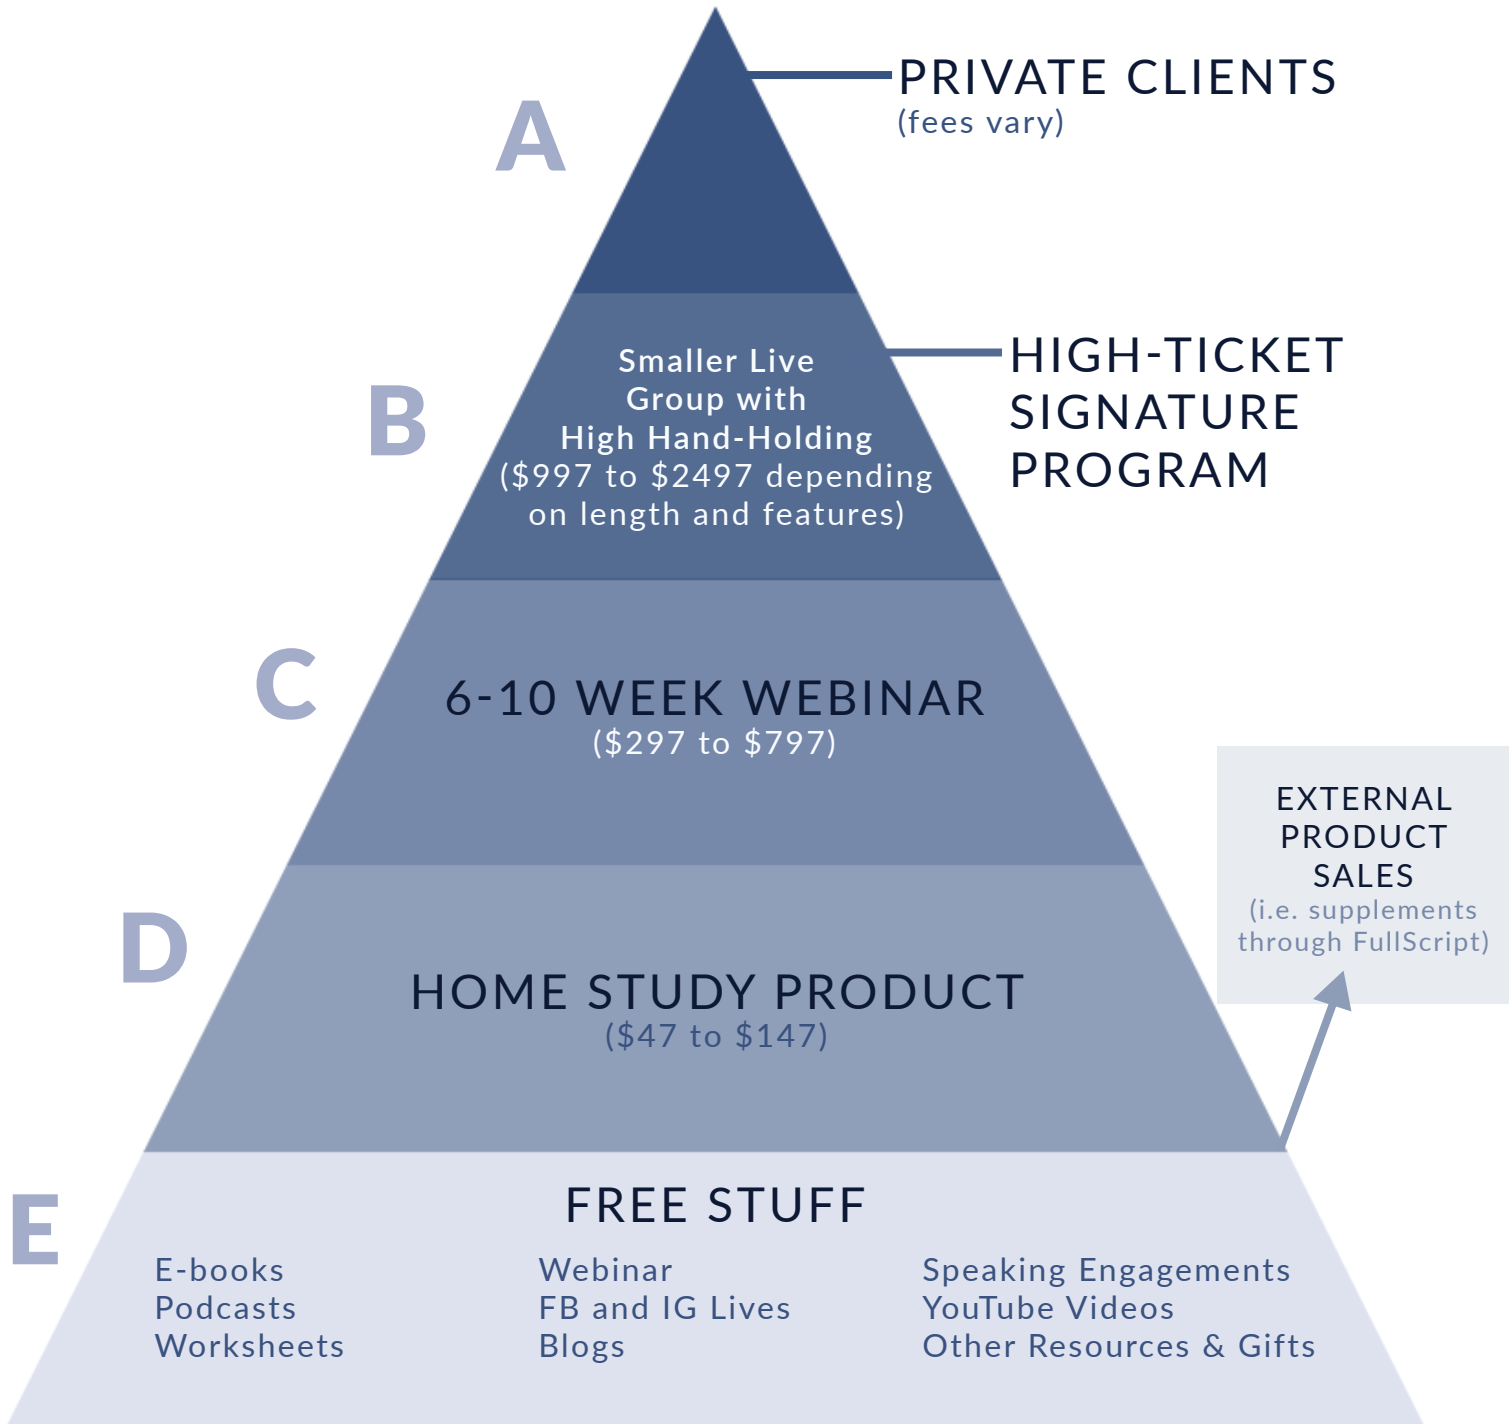 A
PRIVATE CLIENTS
(fees vary)
B
Smaller Live
Group with
High Hand-Holding
($997 to $2497 depending
on length and features)
HIGH-TICKET
SIGNATURE
PROGRAM
C
6-10 WEEK WEBINAR
($297 to $797)
EXTERNAL
PRODUCT
SALES
(i.e. supplements
through FullScript)
D
HOME STUDY PRODUCT
($47 to $147)
E
FREE STUFF
E-books
Podcasts
Worksheets
Webinar
FB and IG Lives
Blogs
Speaking Engagements
YouTube Videos
Other Resources & Gifts